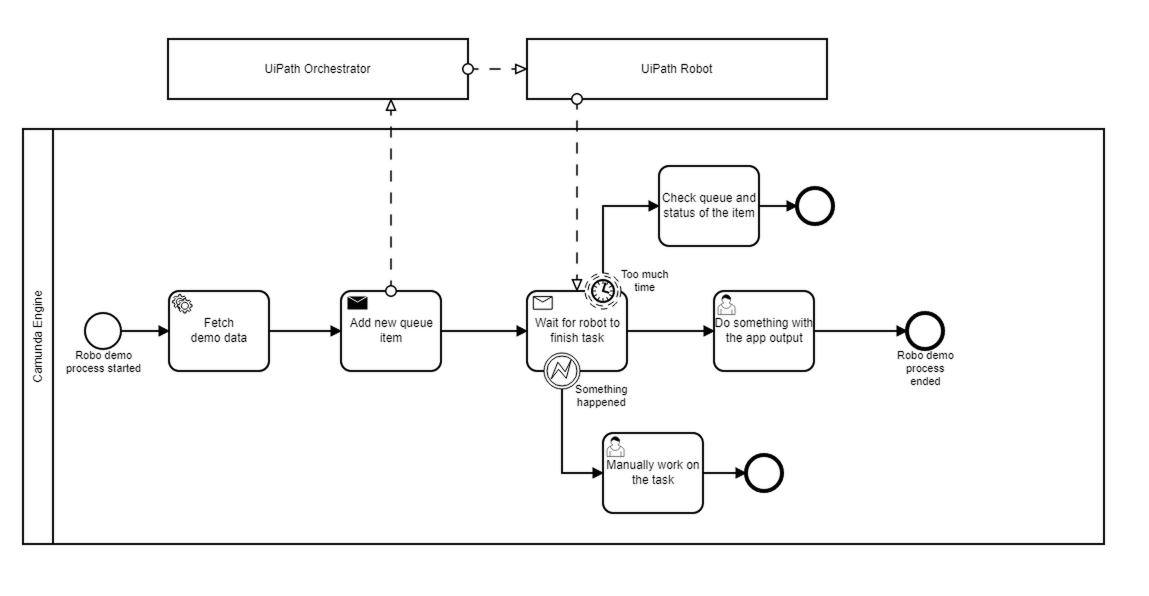 UiPath Orchestrator
UiPath Robot
Camunda Engine
Check queue and
status of the item
Too much
time
Fetch
demo data
Add new queue
item
Wait for robot to
finish task
Do something with
the app output
Robo demo
process started
Robo demo
process
ended
Something
happened
Manually work on
the task